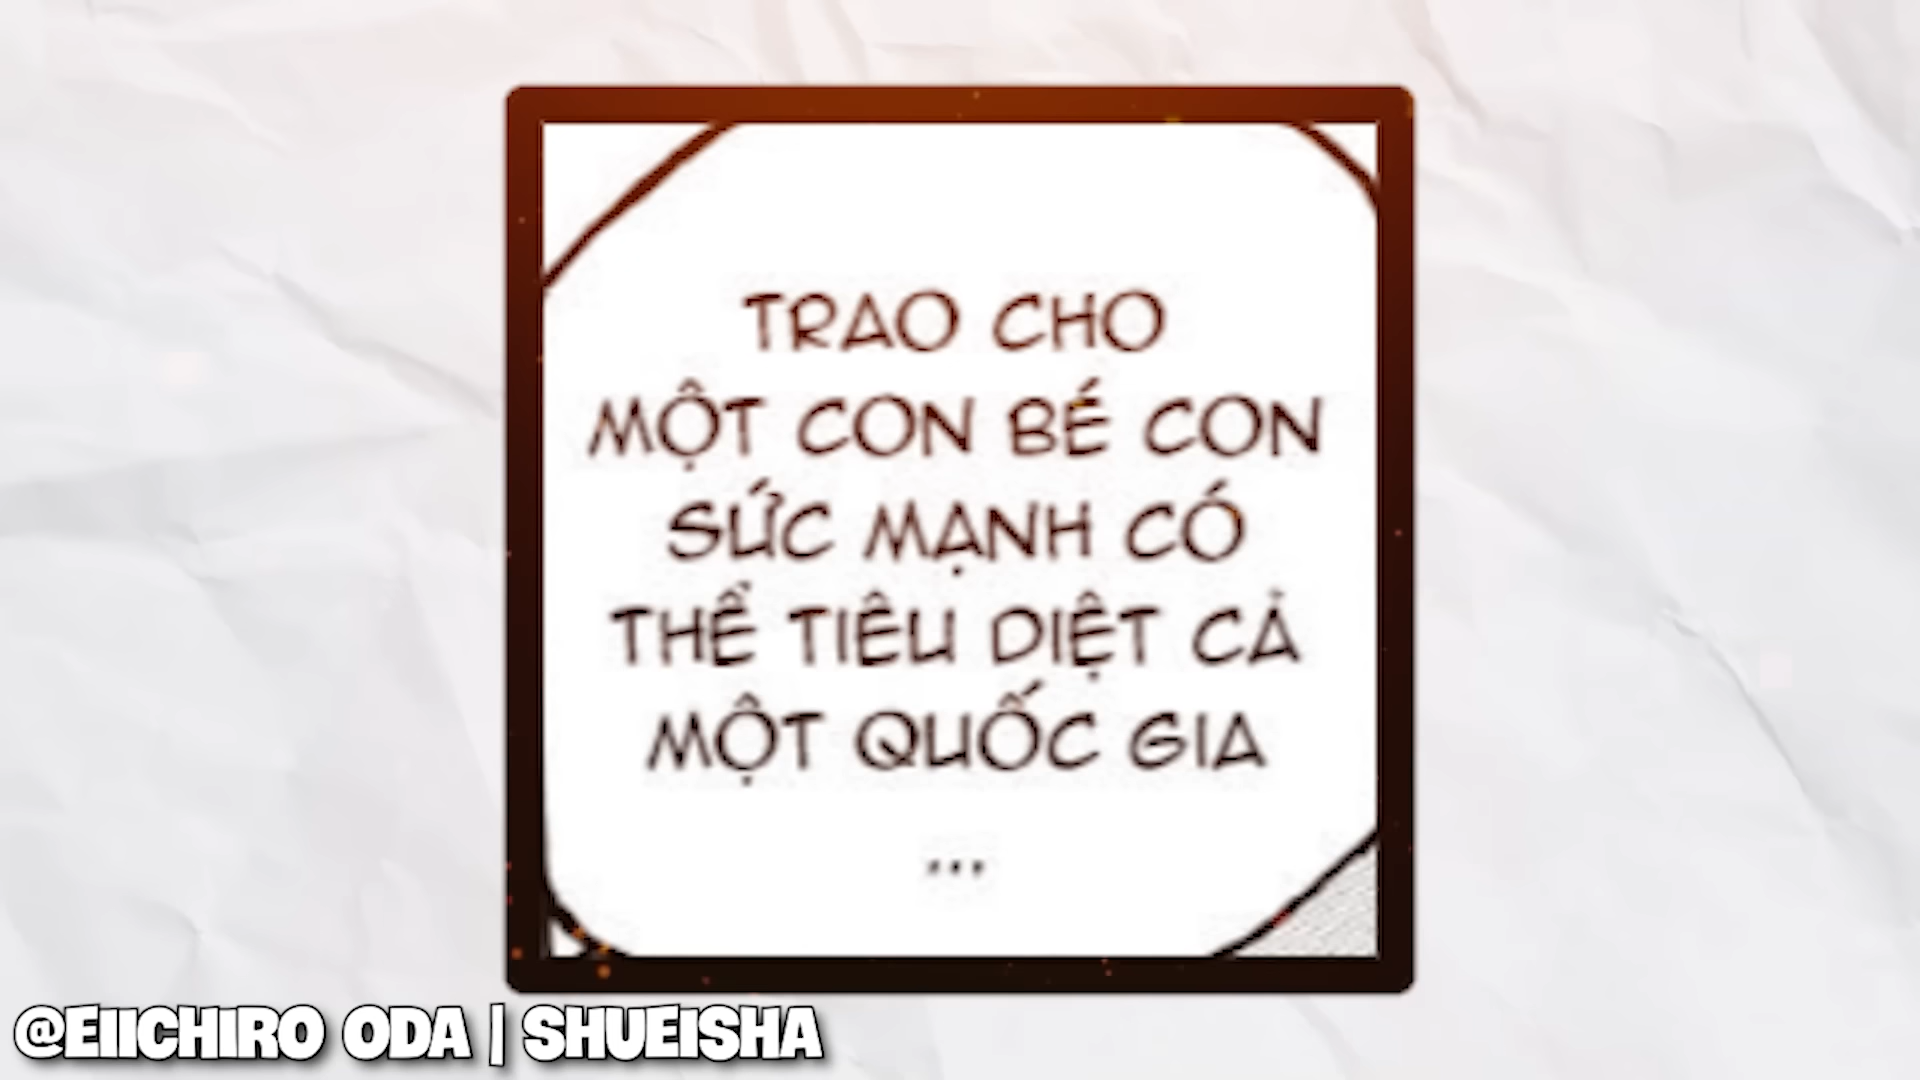 TRAO CHO
MỘT CON BÉ CON
SỨC MẠNH CÓ
THỂ TIÊU DIỆT CẢ
MỘT QUỐC GIA
...
@EIICHIRO ODA | SHUEISHA